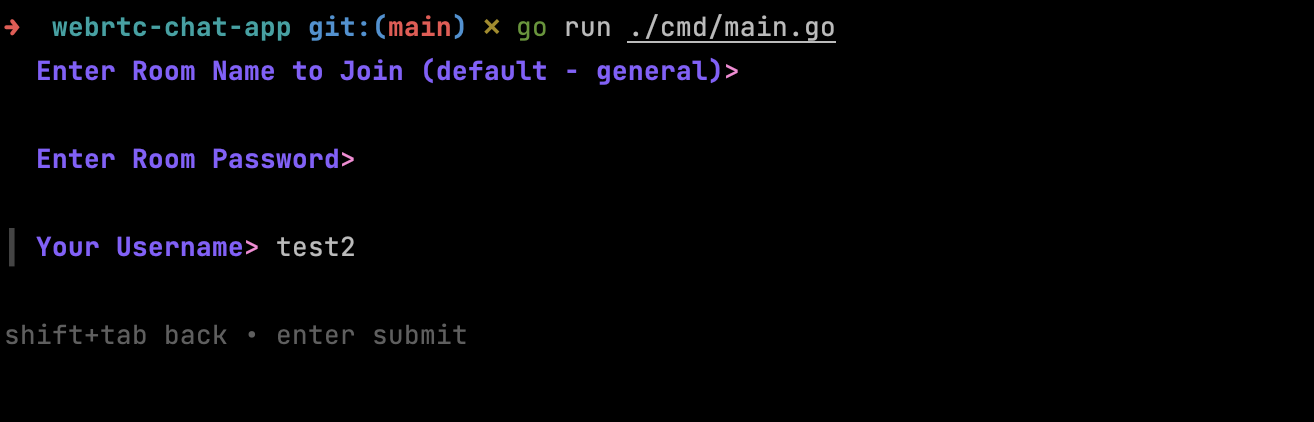 ➜ webrtc-chat-app git:(main) ✗ go run ./cmd/main.go
Enter Room Name to Join (default - general)>
Enter Room Password>
Your Username> test2
shift+tab back • enter submit